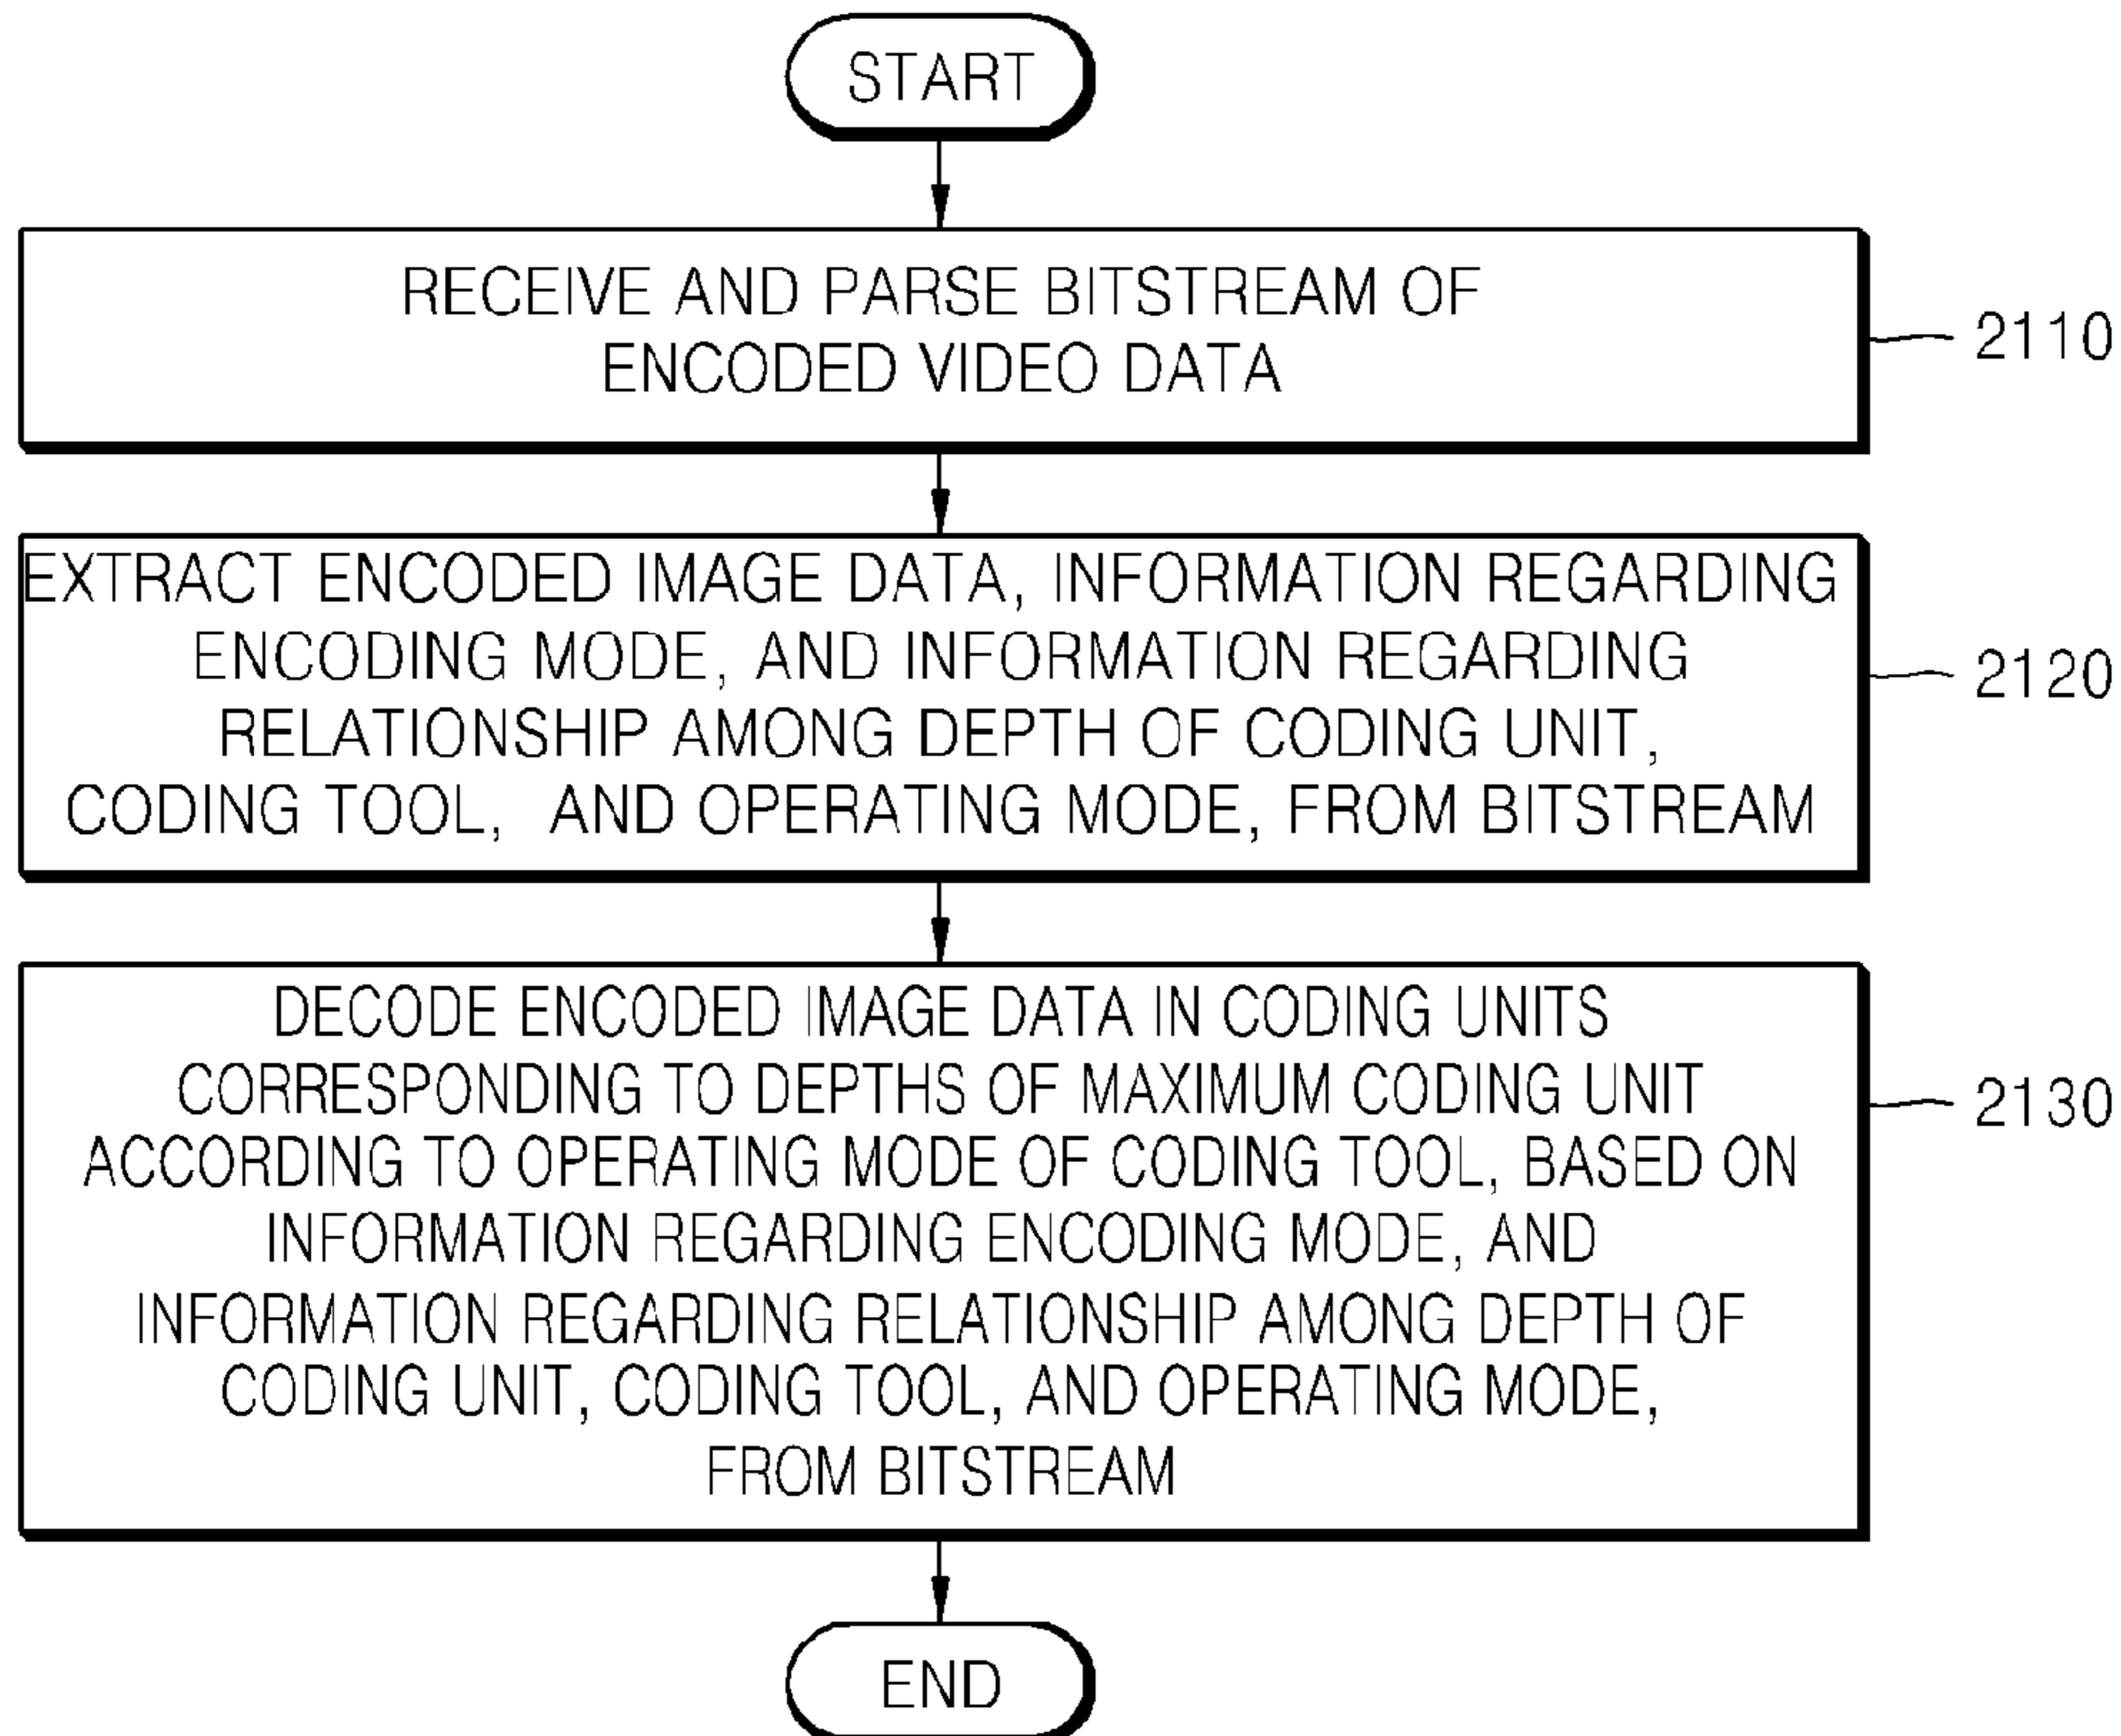 START
RECEIVE AND PARSE BITSTREAM OF
ENCODED VIDEO DATA
2110
EXTRACT ENCODED IMAGE DATA, INFORMATION REGARDING
ENCODING MODE, AND INFORMATION REGARDING
RELATIONSHIP AMONG DEPTH OF CODING UNIT,
CODING TOOL, AND OPERATING MODE, FROM BITSTREAM
2120
DECODE ENCODED IMAGE DATA IN CODING UNITS
CORRESPONDING TO DEPTHS OF MAXIMUM CODING UNIT
ACCORDING TO OPERATING MODE OF CODING TOOL, BASED ON
INFORMATION REGARDING ENCODING MODE, AND
INFORMATION REGARDING RELATIONSHIP AMONG DEPTH OF
CODING UNIT, CODING TOOL, AND OPERATING MODE,
FROM BITSTREAM
2130
END